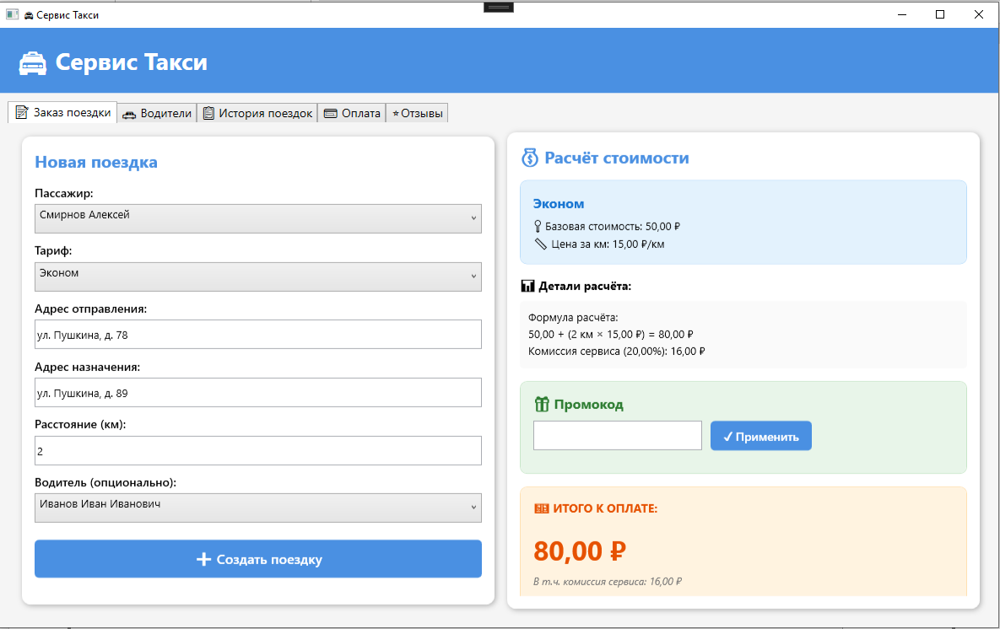 Сервис Такси
Сервис Такси
Заказ поездки
Водители
История поездок
Оплата
Отзывы
Новая поездка
Пассажир:
Смирнов Алексей
Тариф:
Эконом
Адрес отправления:
ул. Пушкина, д. 78
Адрес назначения:
ул. Пушкина, д. 89
Расстояние (км):
2
Водитель (опционально):
Иванов Иван Иванович
Создать поездку
Расчёт стоимости
Эконом
Базовая стоимость: 50,00 ₽
Цена за км: 15,00 ₽/км
Детали расчёта:
Формула расчёта:
50,00 + (2 км × 15,00 ₽) = 80,00 ₽
Комиссия сервиса (20,00%): 16,00 ₽
Промокод
✓ Применить
ИТОГО К ОПЛАТЕ:
80,00 ₽
В т.ч. комиссия сервиса: 16,00 ₽